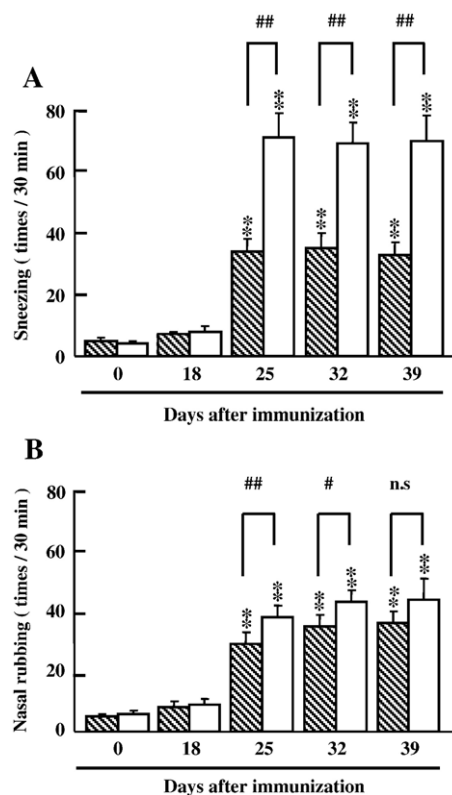 ## ## ##
A
** ** **
** ** **
80
60
40
20
0
Sneezing ( times / 30 min )
0 18 25 32 39
Days after immunization
B
## # n.s
** ** ** ** ** **
80
60
40
20
0
Nasal rubbing ( times / 30 min )
0 18 25 32 39
Days after immunization